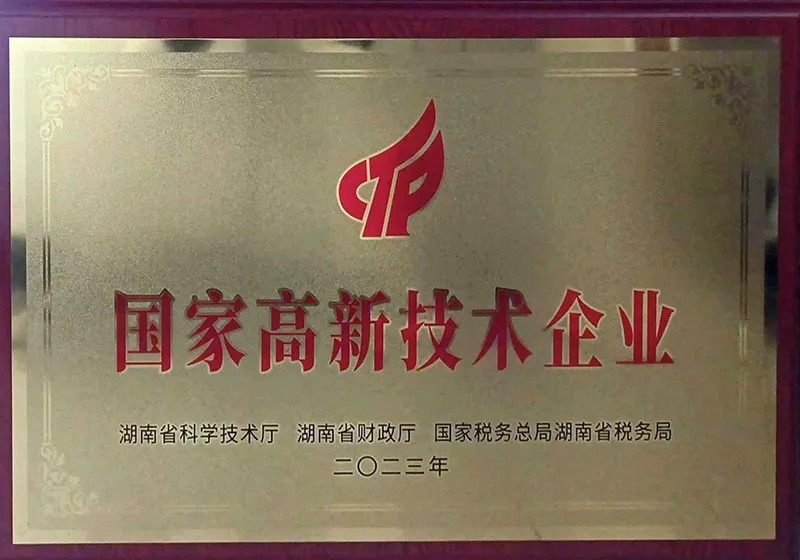 CTP
国家高新技术企业
湖南省科学技术厅 湖南省财政厅 国家税务总局湖南省税务局
二〇二三年